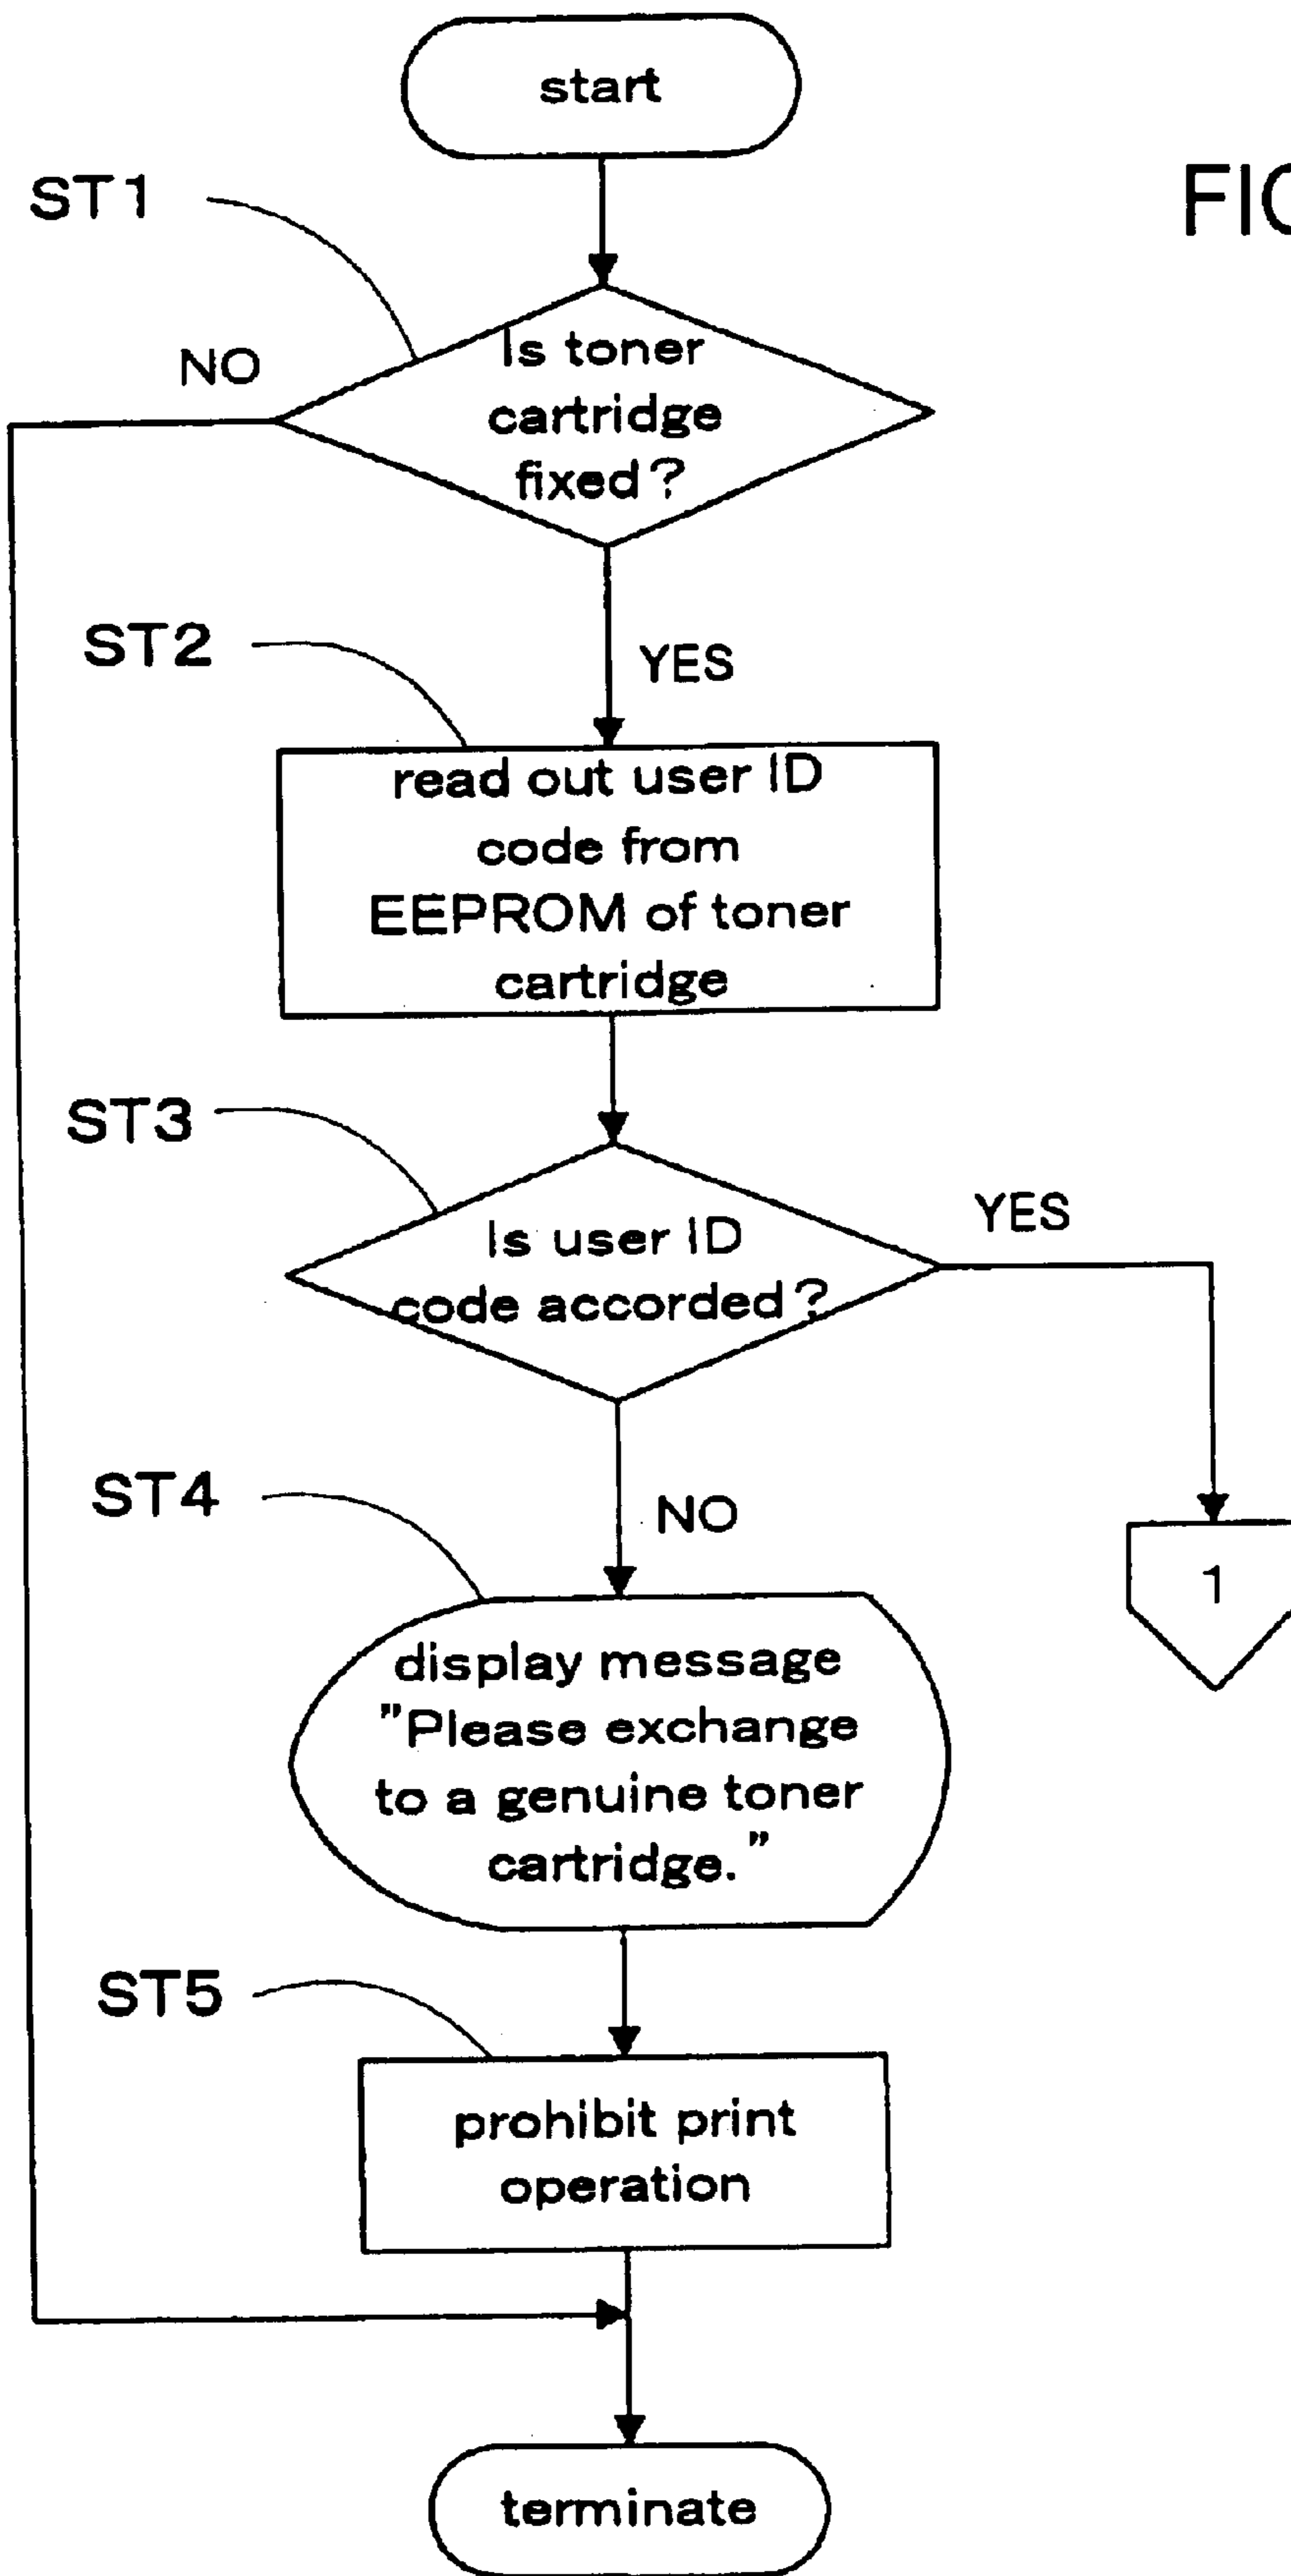 start
FIG
ST1
NO
Is toner
cartridge
fixed?
ST2
YES
read out user ID
code from
EEPROM of toner
cartridge
ST3
YES
Is user ID
code accorded?
ST4
NO
1
display message
"Please exchange
to a genuine toner
cartridge."
ST5
prohibit print
operation
terminate